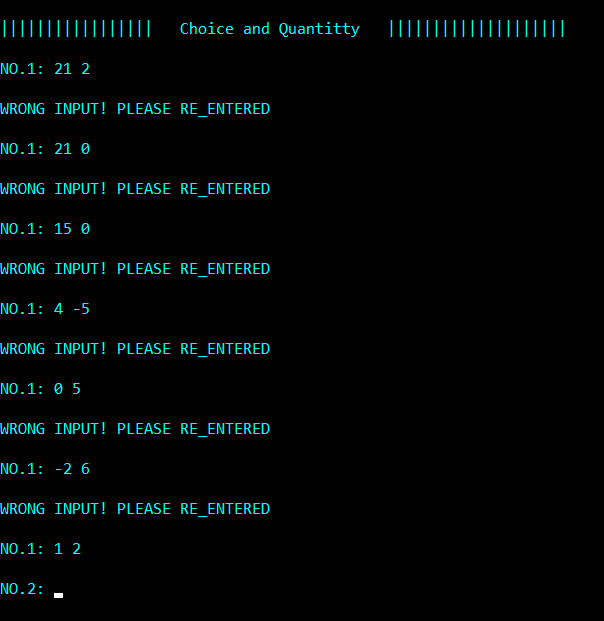 ||||||||||||||||| Choice and Quantitty ||||||||||||||||||||
NO.1: 21 2
WRONG INPUT! PLEASE RE_ENTERED
NO.1: 21 0
WRONG INPUT! PLEASE RE_ENTERED
NO.1: 15 0
WRONG INPUT! PLEASE RE_ENTERED
NO.1: 4 -5
WRONG INPUT! PLEASE RE_ENTERED
NO.1: 0 5
WRONG INPUT! PLEASE RE_ENTERED
NO.1: -2 6
WRONG INPUT! PLEASE RE_ENTERED
NO.1: 1 2
NO.2: